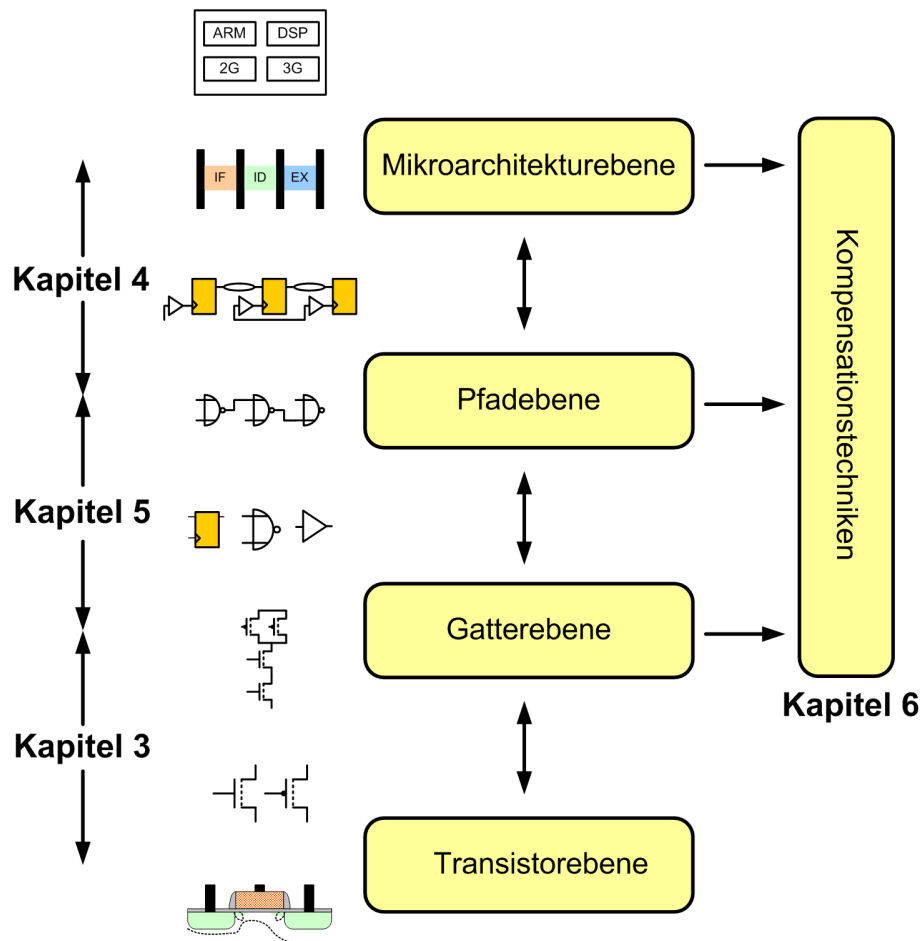 ARM DSP
2G 3G
IF ID EX
Mikroarchitekturebene
Kapitel 4
Pfadebene
Kapitel 5
Gatterebene
Kapitel 3
Transistorebene
Kompensationstechniken
Kapitel 6